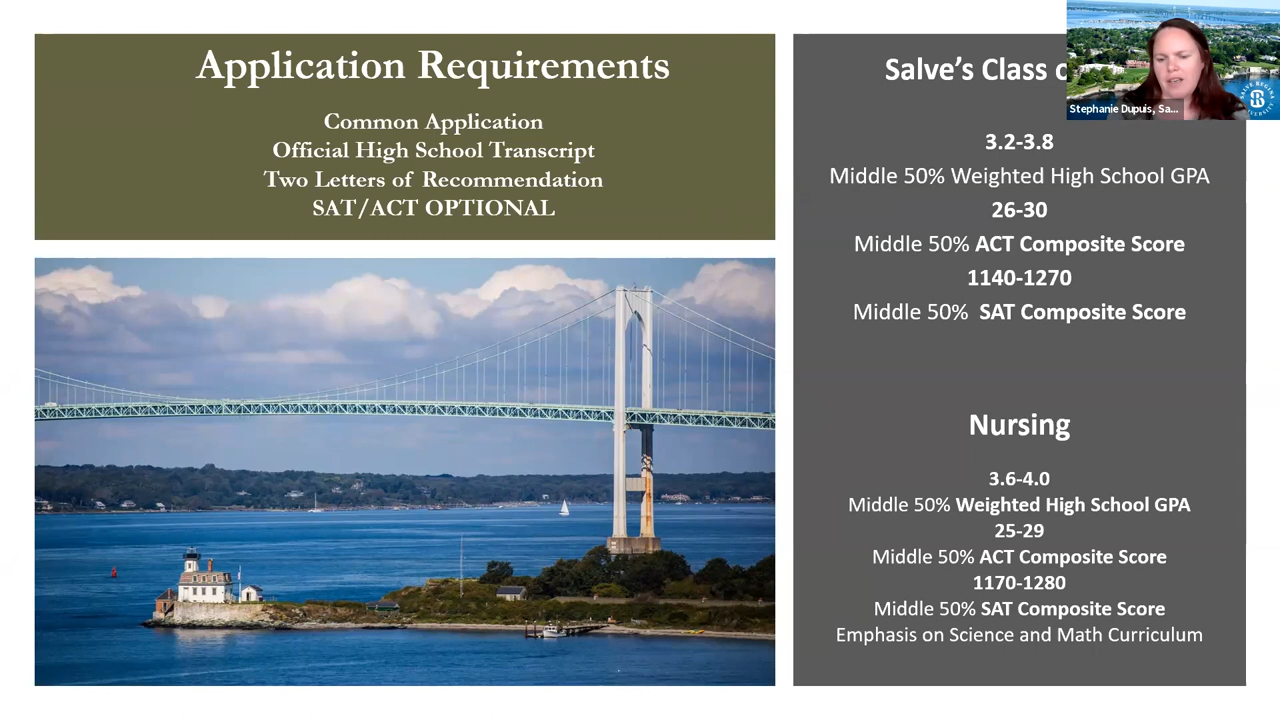 Application Requirements
Common Application
Official High School Transcript
Two Letters of Recommendation
SAT/ACT OPTIONAL
Salve's Class
3.2-3.8
Middle 50% Weighted High School GPA
26-30
Middle 50% ACT Composite Score
1140-1270
Middle 50% SAT Composite Score
Nursing
3.6-4.0
Middle 50% Weighted High School GPA
25-29
Middle 50% ACT Composite Score
1170-1280
Middle 50% SAT Composite Score
Emphasis on Science and Math Curriculum
Stephanie Dupuis, Sa...
SALVE REGINA
UNIVERSITY